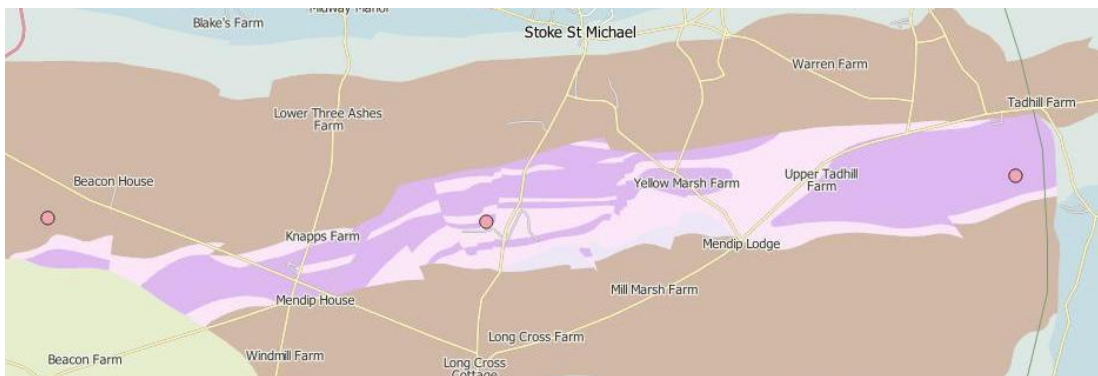 Midway Manor
Blake's Farm
Stoke St Michael
Warren Farm
Tadhill Farm
Lower Three Ashes
Farm
Beacon House
Yellow Marsh Farm
Upper Tadhill
Farm
Knapps Farm
Mendip Lodge
Mendip House
Mill Marsh Farm
Long Cross Farm
Beacon Farm
Windmill Farm
Long Cross
Cottage